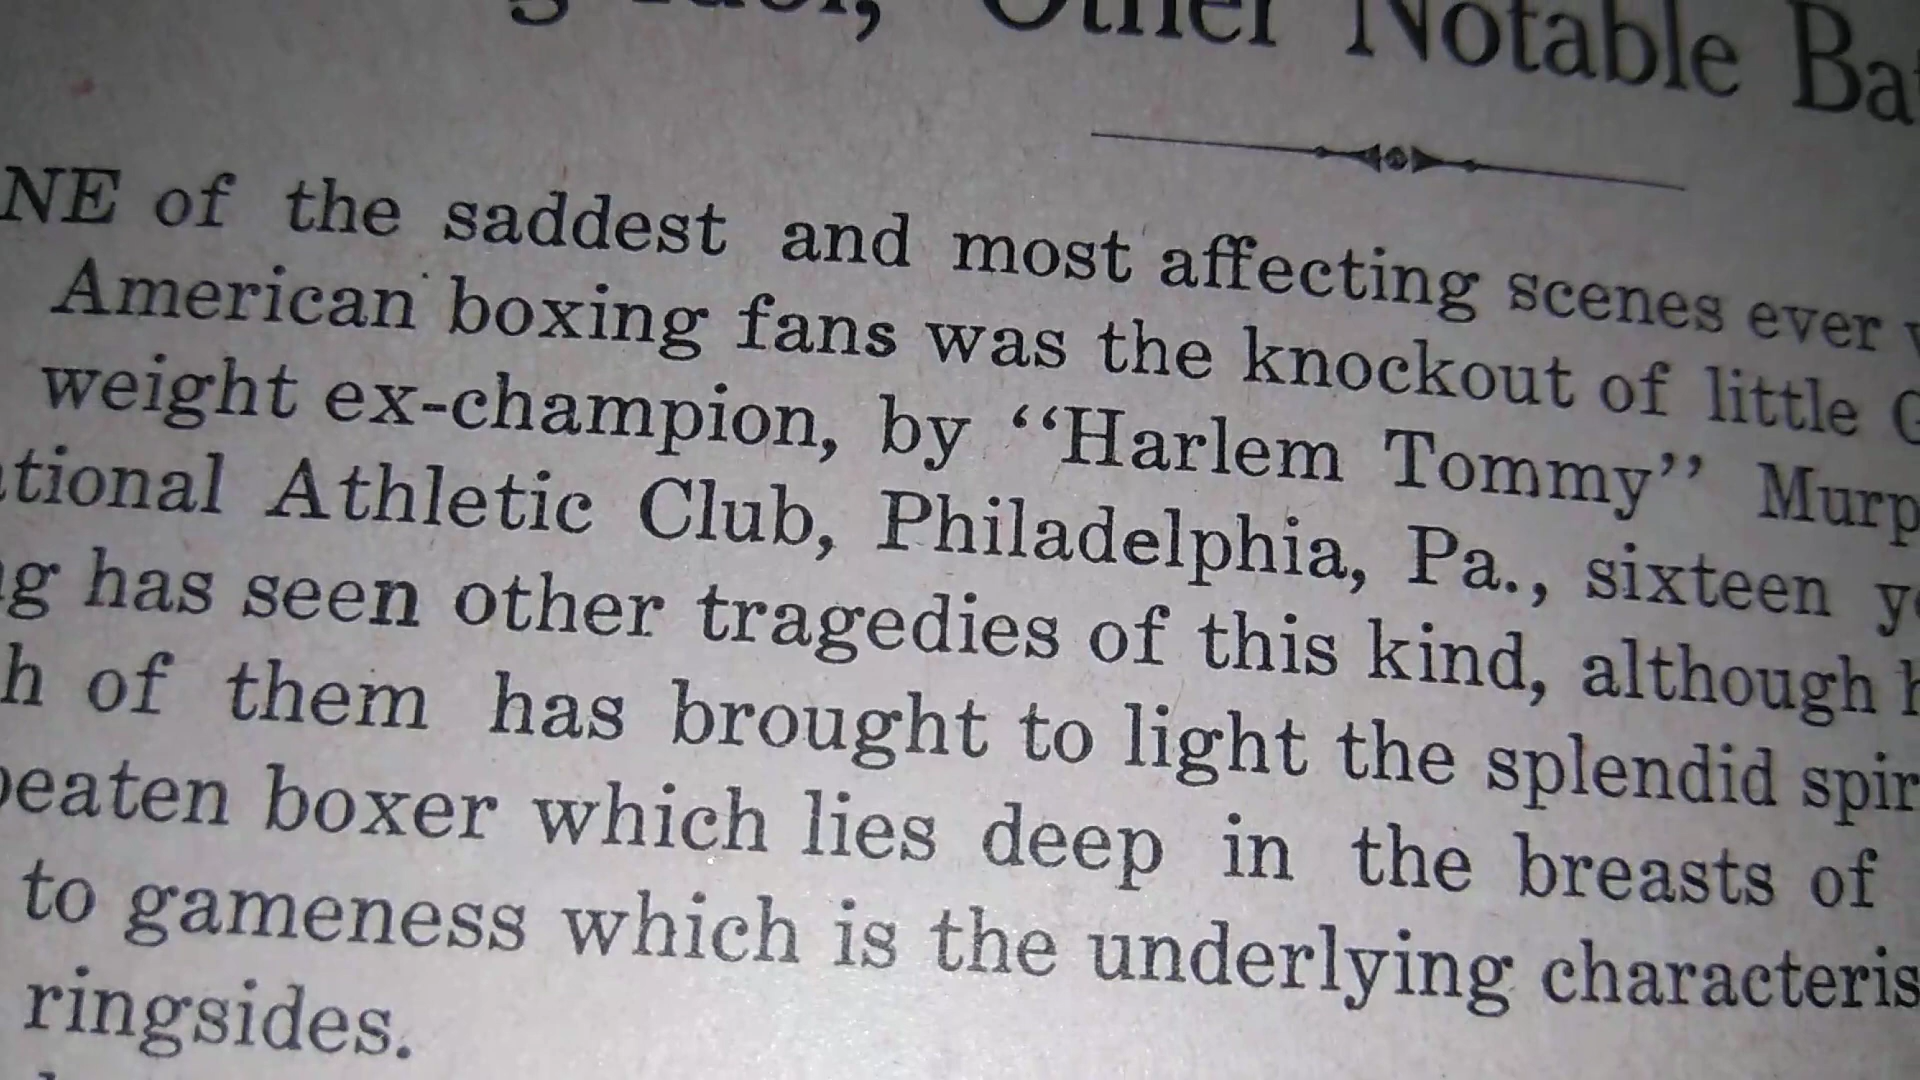 Other Notable
NE of the saddest and most affecting scenes ever
American boxing fans was the knockout of little
weight ex-champion, by “Harlem Tommy” Murp
tional Athletic Club, Philadelphia, Pa., sixteen
g has seen other tragedies of this kind, although
h of them has brought to light the splendid spir
eaten boxer which lies deep in the breasts of
to gameness which is the underlying characteris
ringsides.